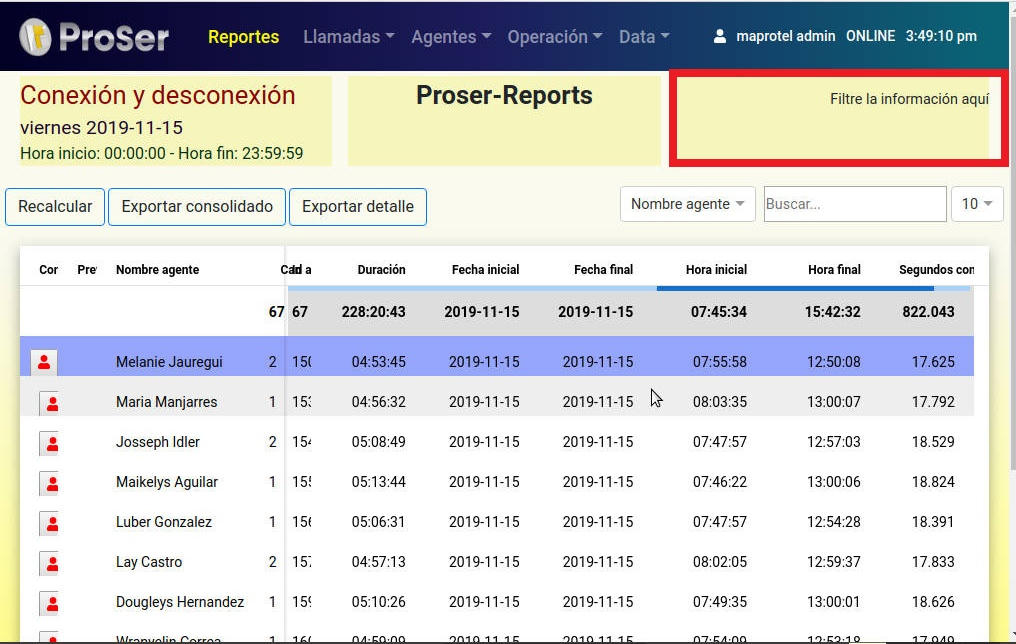 ProSer Reportes Llamadas Agentes Operación Data maprotel admin ONLINE 3:49:10 pm
Conexión y desconexión
viernes 2019-11-15
Hora inicio: 00:00:00 - Hora fin: 23:59:59
Proser-Reports
Filtre la información aquí
Recalcular Exportar consolidado Exportar detalle Nombre agente Buscar... 10
Cor Pre Nombre agente Duración Fecha inicial Fecha final Hora inicial Hora final Segundos con
67 67 228:20:43 2019-11-15 2019-11-15 07:45:34 15:42:32 822.043
Melanie Jauregui 2 150 04:53:45 2019-11-15 2019-11-15 07:55:58 12:50:08 17.625
Maria Manjarres 1 153 04:56:32 2019-11-15 2019-11-15 08:03:35 13:00:07 17.792
Josseph Idler 2 154 05:08:49 2019-11-15 2019-11-15 07:47:57 12:57:03 18.529
Maikelys Aguilar 1 155 05:13:44 2019-11-15 2019-11-15 07:46:22 13:00:06 18.824
Luber Gonzalez 1 156 05:06:31 2019-11-15 2019-11-15 07:47:57 12:54:28 18.391
Lay Castro 2 157 04:57:13 2019-11-15 2019-11-15 08:02:05 12:59:37 17.833
Dougleys Hernandez 1 159 05:10:26 2019-11-15 2019-11-15 07:49:35 13:00:01 18.626
Wranyelin Correa 1 160 04:59:09 2019-11-15 2019-11-15 07:54:09 12:53:18 17.949